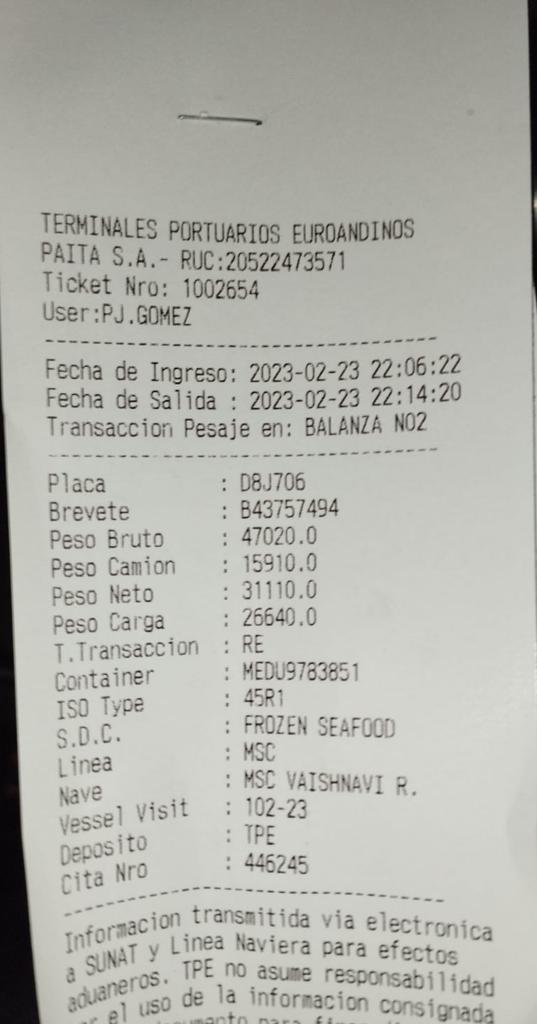 TERMINALES PORTUARIOS EUROANDINOS
PAITA S.A.- RUC:20522473571
Ticket Nro: 1002654
User:PJ.GOMEZ
--------------------------------------
Fecha de Ingreso: 2023-02-23 22:06:22
Fecha de Salida : 2023-02-23 22:14:20
Transaccion Pesaje en: BALANZA NO2
--------------------------------------
Placa : D8J706
Brevete : B43757494
Peso Bruto : 47020.0
Peso Camion : 15910.0
Peso Neto : 31110.0
Peso Carga : 26640.0
T.Transaccion : RE
Container : MEDU9783851
ISO Type : 45R1
S.D.C. : FROZEN SEAFOOD
Linea : MSC
Nave : MSC VAISHNAVI R.
Vessel Visit : 102-23
Deposito : TPE
Cita Nro : 446245
--------------------------------------
Informacion transmitida via electronica
a SUNAT y Linea Naviera para efectos
aduaneros. TPE no asume responsabilidad
el uso de la informacion consignada